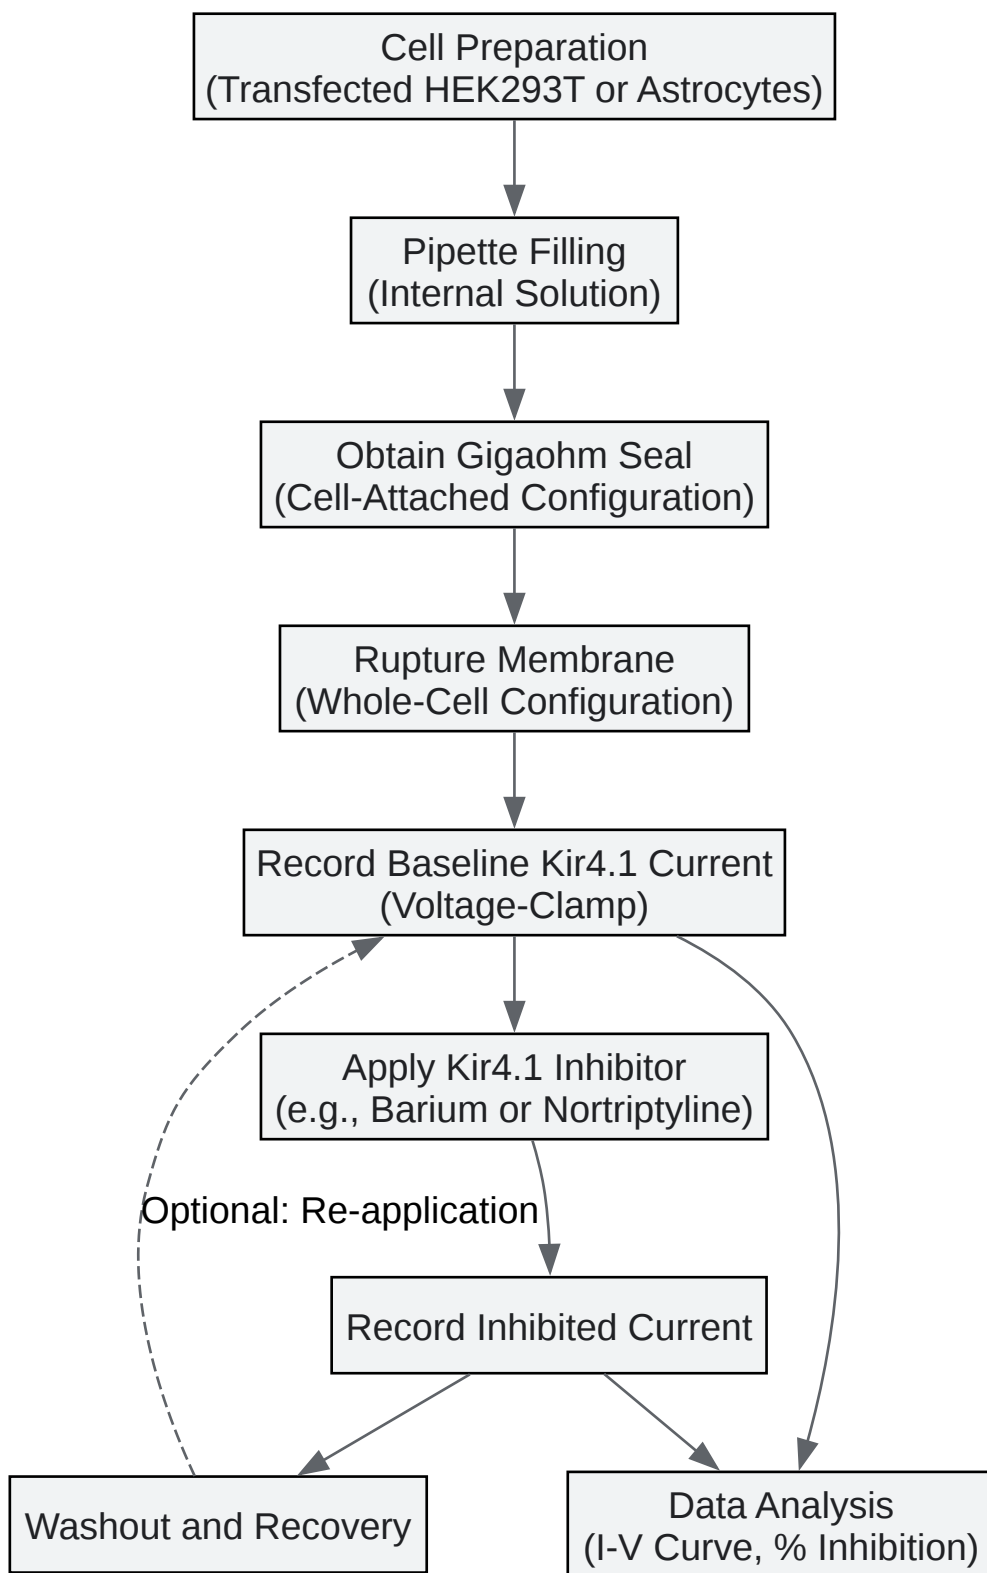 Cell Preparation
(Transfected HEK293T or Astrocytes)
Pipette Filling
(Internal Solution)
Obtain Gigaohm Seal
(Cell-Attached Configuration)
Rupture Membrane
(Whole-Cell Configuration)
Record Baseline Kir4.1 Current
(Voltage-Clamp)
Apply Kir4.1 Inhibitor
(e.g., Barium or Nortriptyline)
Optional: Re-application
Record Inhibited Current
Washout and Recovery
Data Analysis
(I-V Curve, % Inhibition)